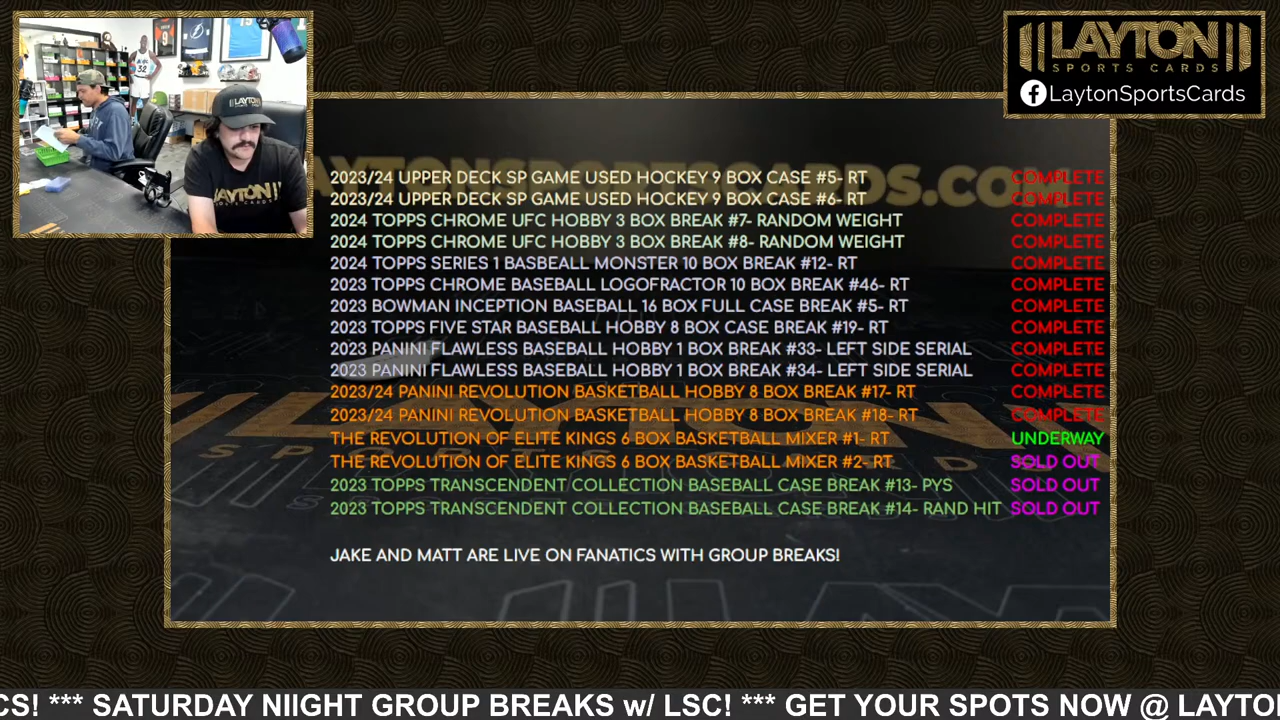 LAYTON
SPORTS CARDS
LaytonSportsCards
LAYTONSPORTSCARDS.COM
2023/24 UPPER DECK SP GAME USED HOCKEY 9 BOX CASE #5- RT COMPLETE
2023/24 UPPER DECK SP GAME USED HOCKEY 9 BOX CASE #6- RT COMPLETE
2024 TOPPS CHROME UFC HOBBY 3 BOX BREAK #7- RANDOM WEIGHT COMPLETE
2024 TOPPS CHROME UFC HOBBY 3 BOX BREAK #8- RANDOM WEIGHT COMPLETE
2024 TOPPS SERIES 1 BASBEALL MONSTER 10 BOX BREAK #12- RT COMPLETE
2023 TOPPS CHROME BASEBALL LOGOFRACTOR 10 BOX BREAK #46- RT COMPLETE
2023 BOWMAN INCEPTION BASEBALL 16 BOX FULL CASE BREAK #5- RT COMPLETE
2023 TOPPS FIVE STAR BASEBALL HOBBY 8 BOX CASE BREAK #19- RT COMPLETE
2023 PANINI FLAWLESS BASEBALL HOBBY 1 BOX BREAK #33- LEFT SIDE SERIAL COMPLETE
2023 PANINI FLAWLESS BASEBALL HOBBY 1 BOX BREAK #34- LEFT SIDE SERIAL COMPLETE
2023/24 PANINI REVOLUTION BASKETBALL HOBBY 8 BOX BREAK #17- RT COMPLETE
2023/24 PANINI REVOLUTION BASKETBALL HOBBY 8 BOX BREAK #18- RT COMPLETE
THE REVOLUTION OF ELITE KINGS 6 BOX BASKETBALL MIXER #1- RT UNDERWAY
THE REVOLUTION OF ELITE KINGS 6 BOX BASKETBALL MIXER #2- RT SOLD OUT
2023 TOPPS TRANSCENDENT COLLECTION BASEBALL CASE BREAK #13- PYS SOLD OUT
2023 TOPPS TRANSCENDENT COLLECTION BASEBALL CASE BREAK #14- RAND HIT SOLD OUT
JAKE AND MATT ARE LIVE ON FANATICS WITH GROUP BREAKS!
CS! *** SATURDAY NIIGHT GROUP BREAKS w/ LSC! *** GET YOUR SPOTS NOW @ LAYTO